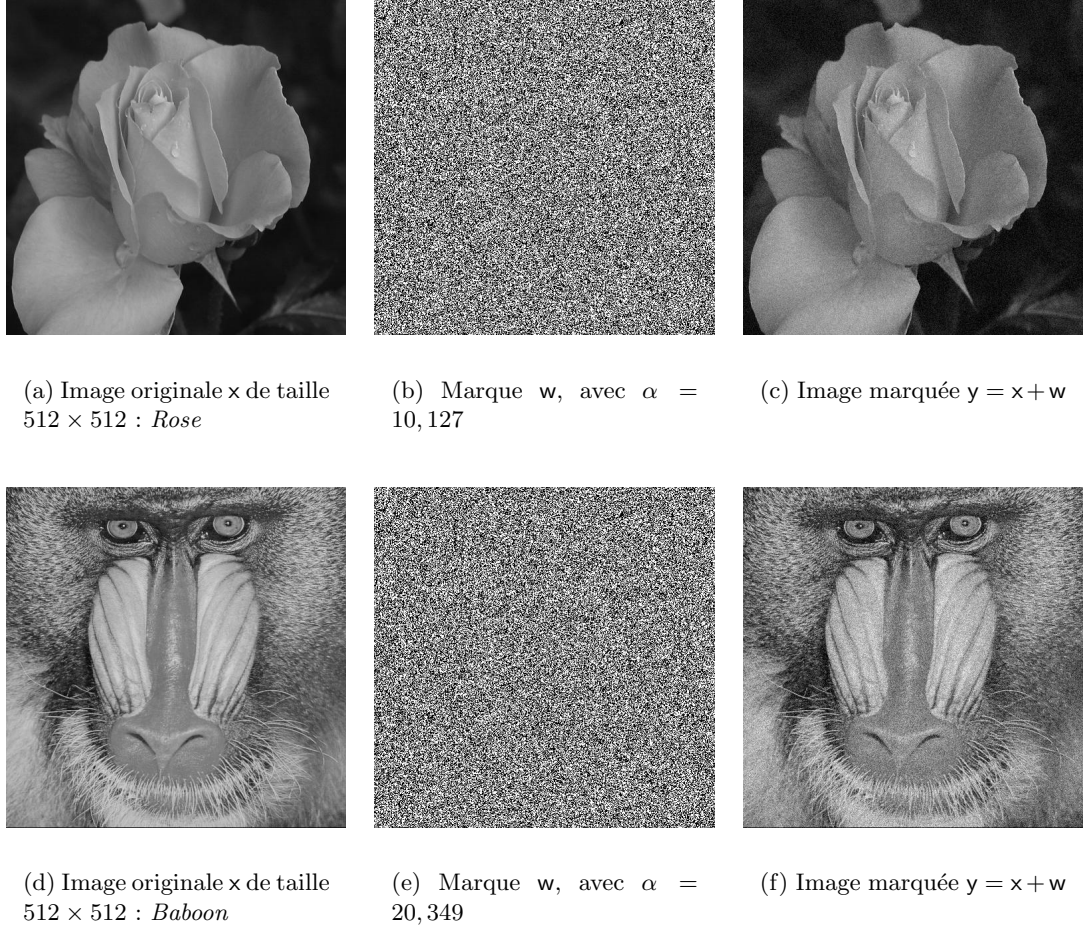 (a) Image originale x de taille
512 × 512 : Rose
(b) Marque w, avec α =
10, 127
(c) Image marquée y = x + w
(d) Image originale x de taille
512 × 512 : Baboon
(e) Marque w, avec α =
20, 349
(f) Image marquée y = x + w